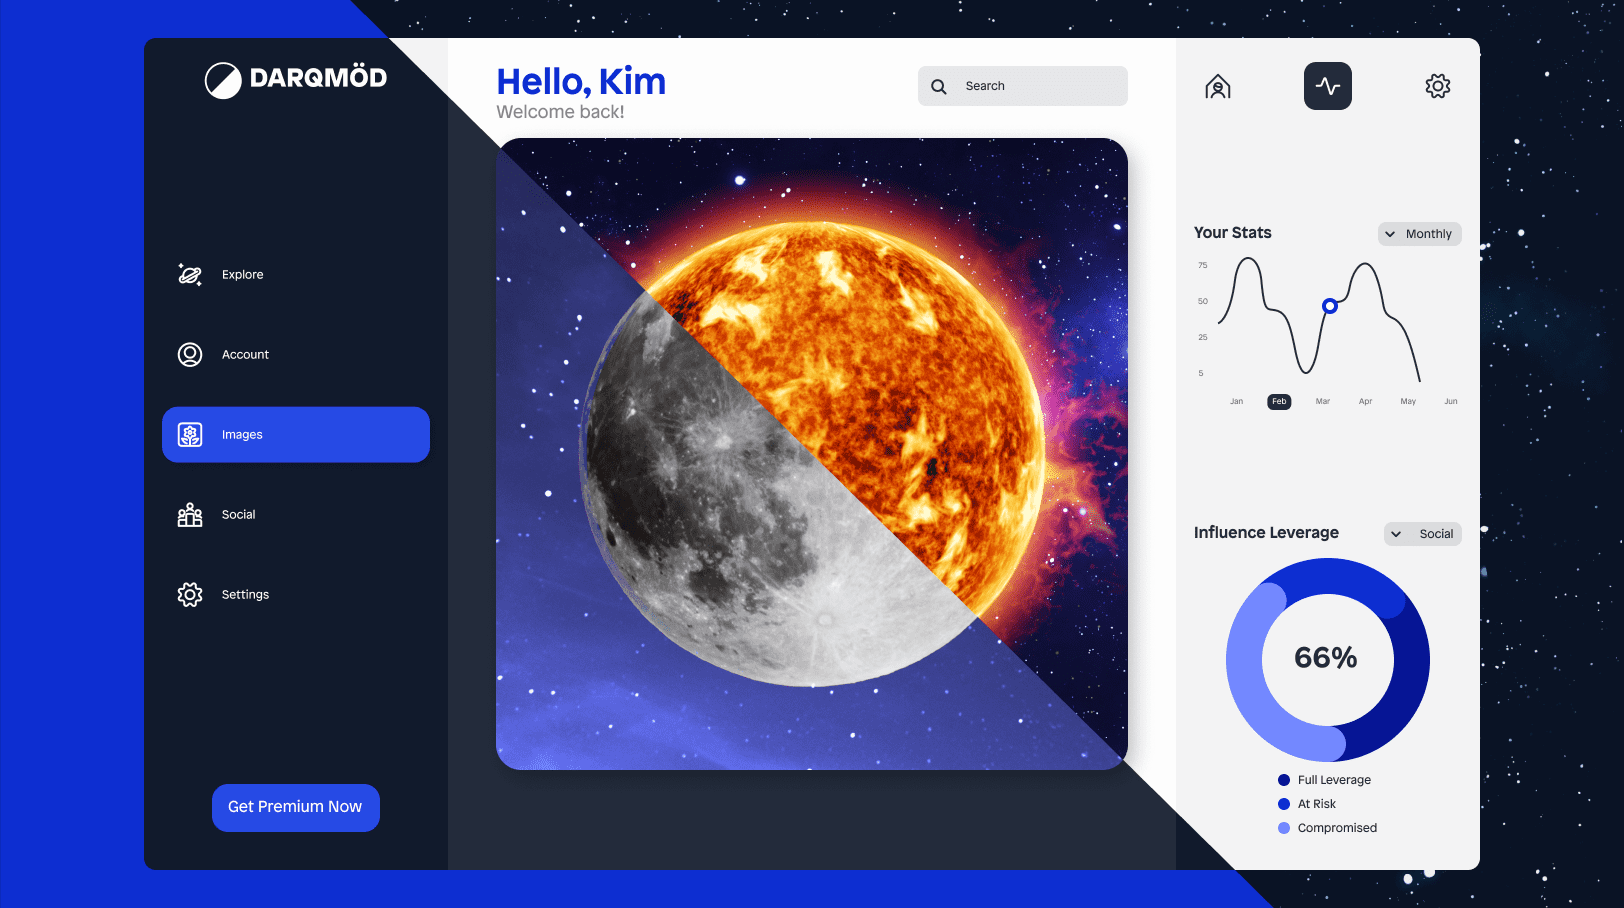 DARQMÖD
Explore
Account
Images
Social
Settings
Get Premium Now
Hello, Kim
Welcome back!
Search
Your Stats
Monthly
75
50
25
5
Jan Feb Mar Apr May Jun
Influence Leverage
Social
66%
Full Leverage
At Risk
Compromised